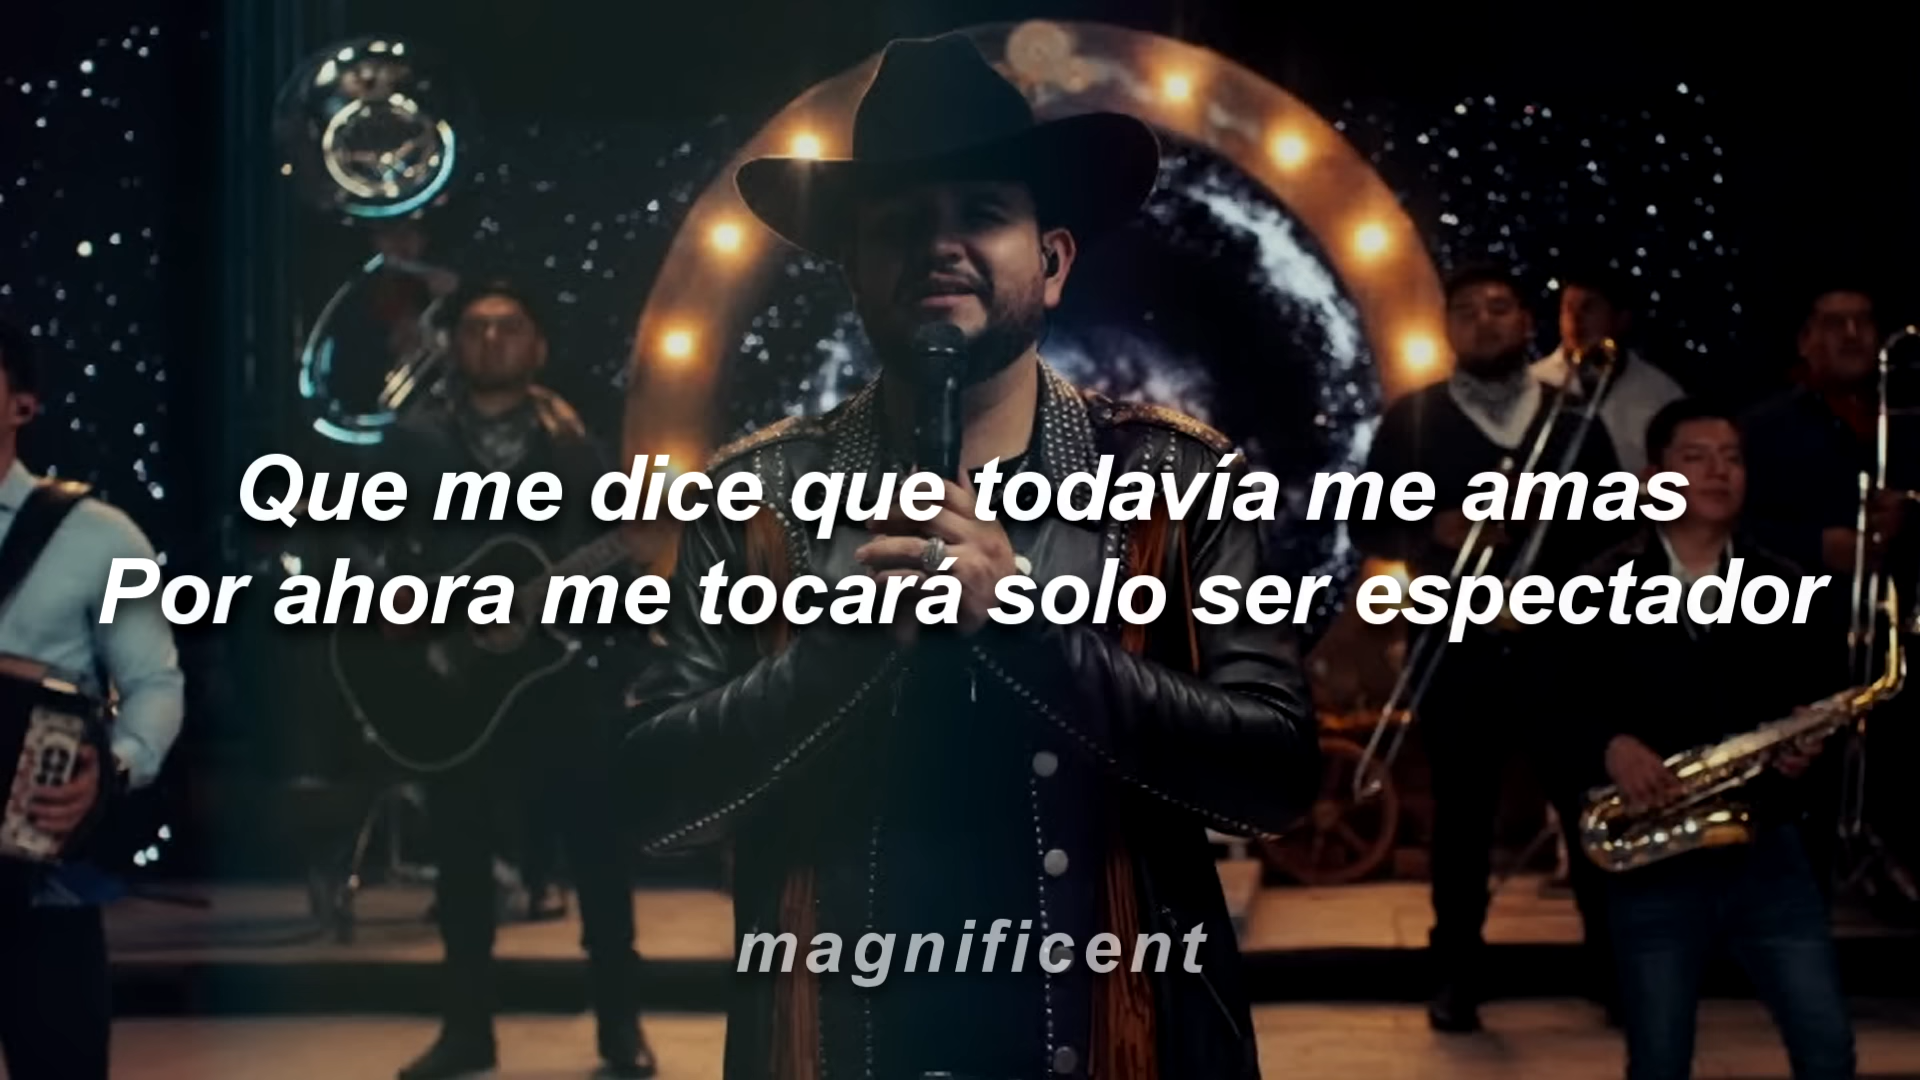 Que me dice que todavía me amas
Por ahora me tocará solo ser espectador
magnificent